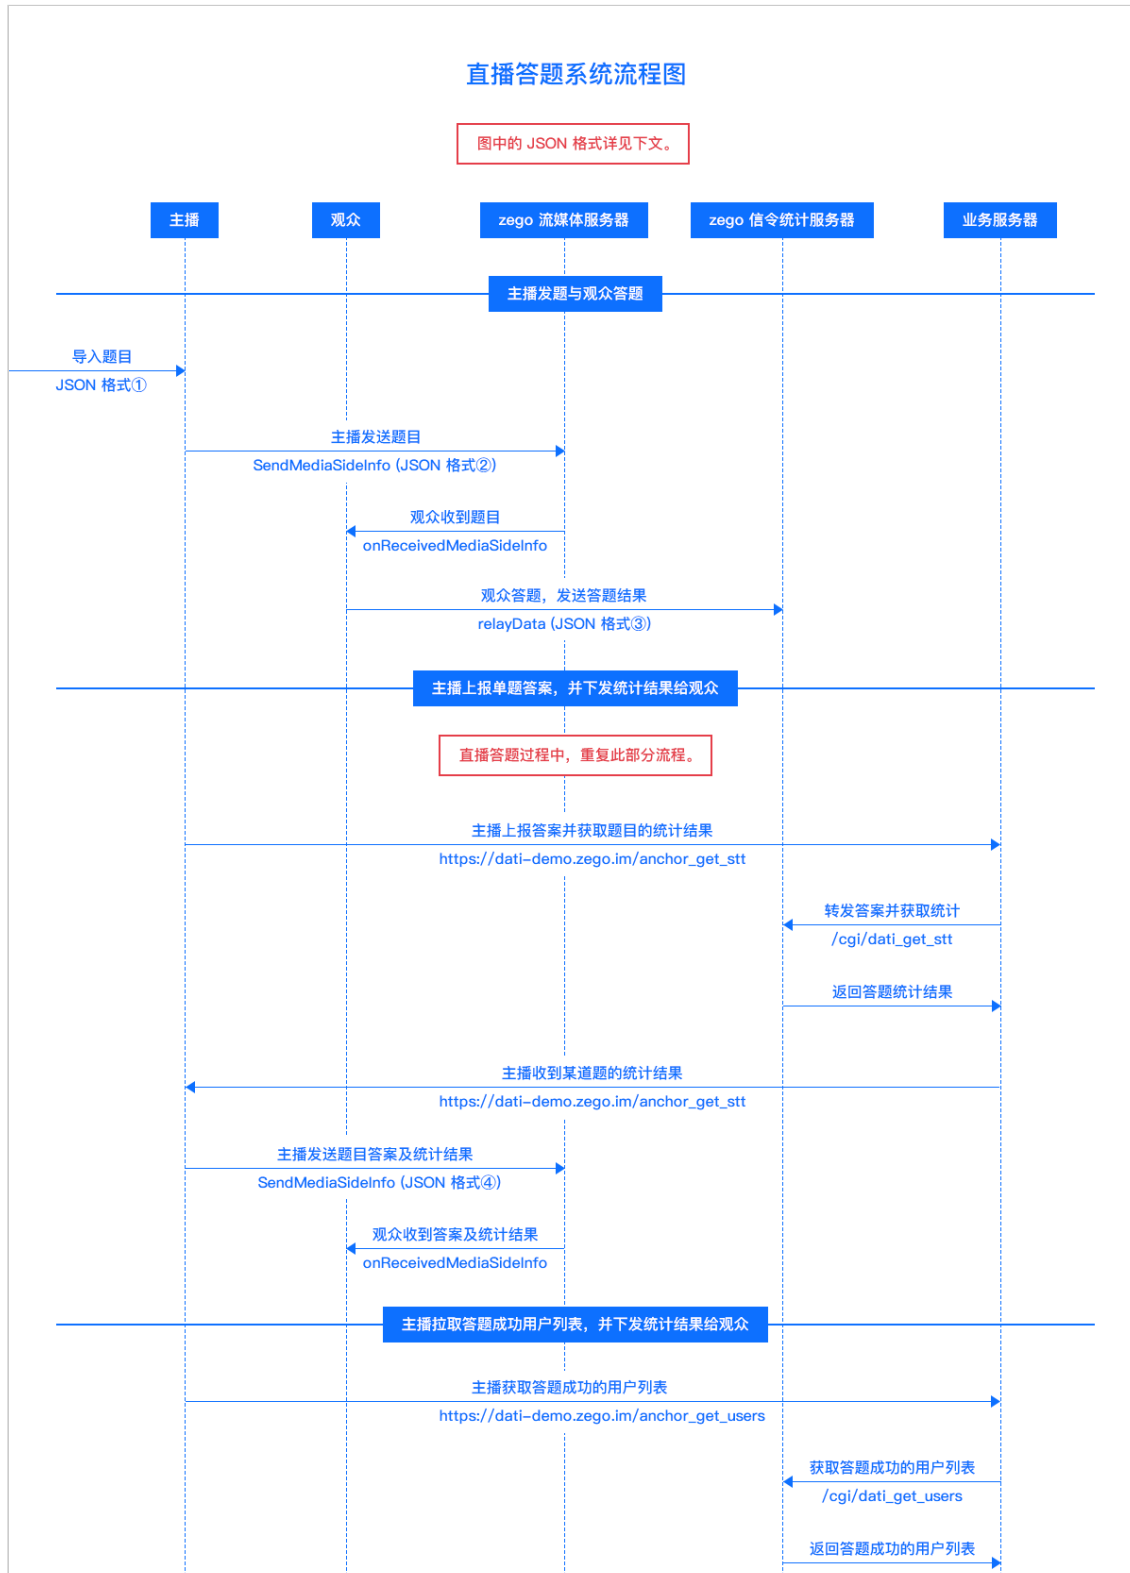 直播答题系统流程图
图中的 JSON 格式详见下文。
主播
观众
zego 流媒体服务器
zego 信令统计服务器
业务服务器
主播发题与观众答题
导入题目
JSON 格式①
主播发送题目
SendMediaSideInfo (JSON 格式②)
观众收到题目
onReceivedMediaSideInfo
观众答题，发送答题结果
relayData (JSON 格式③)
主播上报单题答案，并下发统计结果给观众
直播答题过程中，重复此部分流程。
主播上报答案并获取题目的统计结果
https://dati-demo.zego.im/anchor_get_stt
转发答案并获取统计
/cgi/dati_get_stt
返回答题统计结果
主播收到某道题的统计结果
https://dati-demo.zego.im/anchor_get_stt
主播发送题目答案及统计结果
SendMediaSideInfo (JSON 格式④)
观众收到答案及统计结果
onReceivedMediaSideInfo
主播拉取答题成功用户列表，并下发统计结果给观众
主播获取答题成功的用户列表
https://dati-demo.zego.im/anchor_get_users
获取答题成功的用户列表
/cgi/dati_get_users
返回答题成功的用户列表